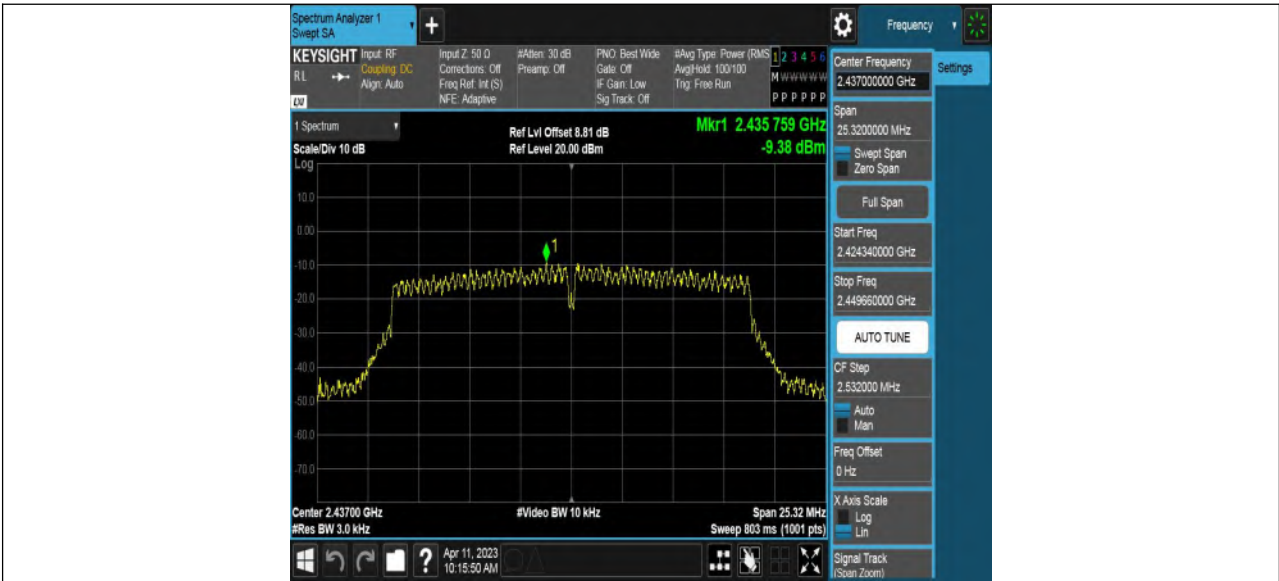 Spectrum Analyzer 1
Swept SA
+
Frequency
KEYSIGHT
R L
LXI
Input: RF
Coupling: DC
Align: Auto
Input Z: 50 Ω
Corrections: Off
Freq Ref: Int (S)
NFE: Adaptive
#Atten: 30 dB
Preamp: Off
PNO: Best Wide
Gate: Off
IF Gain: Low
Sig Track: Off
#Avg Type: Power (RMS
Avg|Hold: 100/100
Trig: Free Run
1 2 3 4 5 6
M W W W W W
P P P P P P
Center Frequency
2.437000000 GHz
Settings
1 Spectrum
Scale/Div 10 dB
Ref Lvl Offset 8.81 dB
Ref Level 20.00 dBm
Mkr1 2.435 759 GHz
-9.38 dBm
Log
10.0
0.00
-10.0
-20.0
-30.0
-40.0
-50.0
-60.0
-70.0
1
Center 2.43700 GHz
#Res BW 3.0 kHz
#Video BW 10 kHz
Span 25.32 MHz
Sweep 803 ms (1001 pts)
Span
25.3200000 MHz
Swept Span
Zero Span
Full Span
Start Freq
2.424340000 GHz
Stop Freq
2.449660000 GHz
AUTO TUNE
CF Step
2.532000 MHz
Auto
Man
Freq Offset
0 Hz
X Axis Scale
Log
Lin
Signal Track
(Span Zoom)
?
Apr 11, 2023
10:15:50 AM